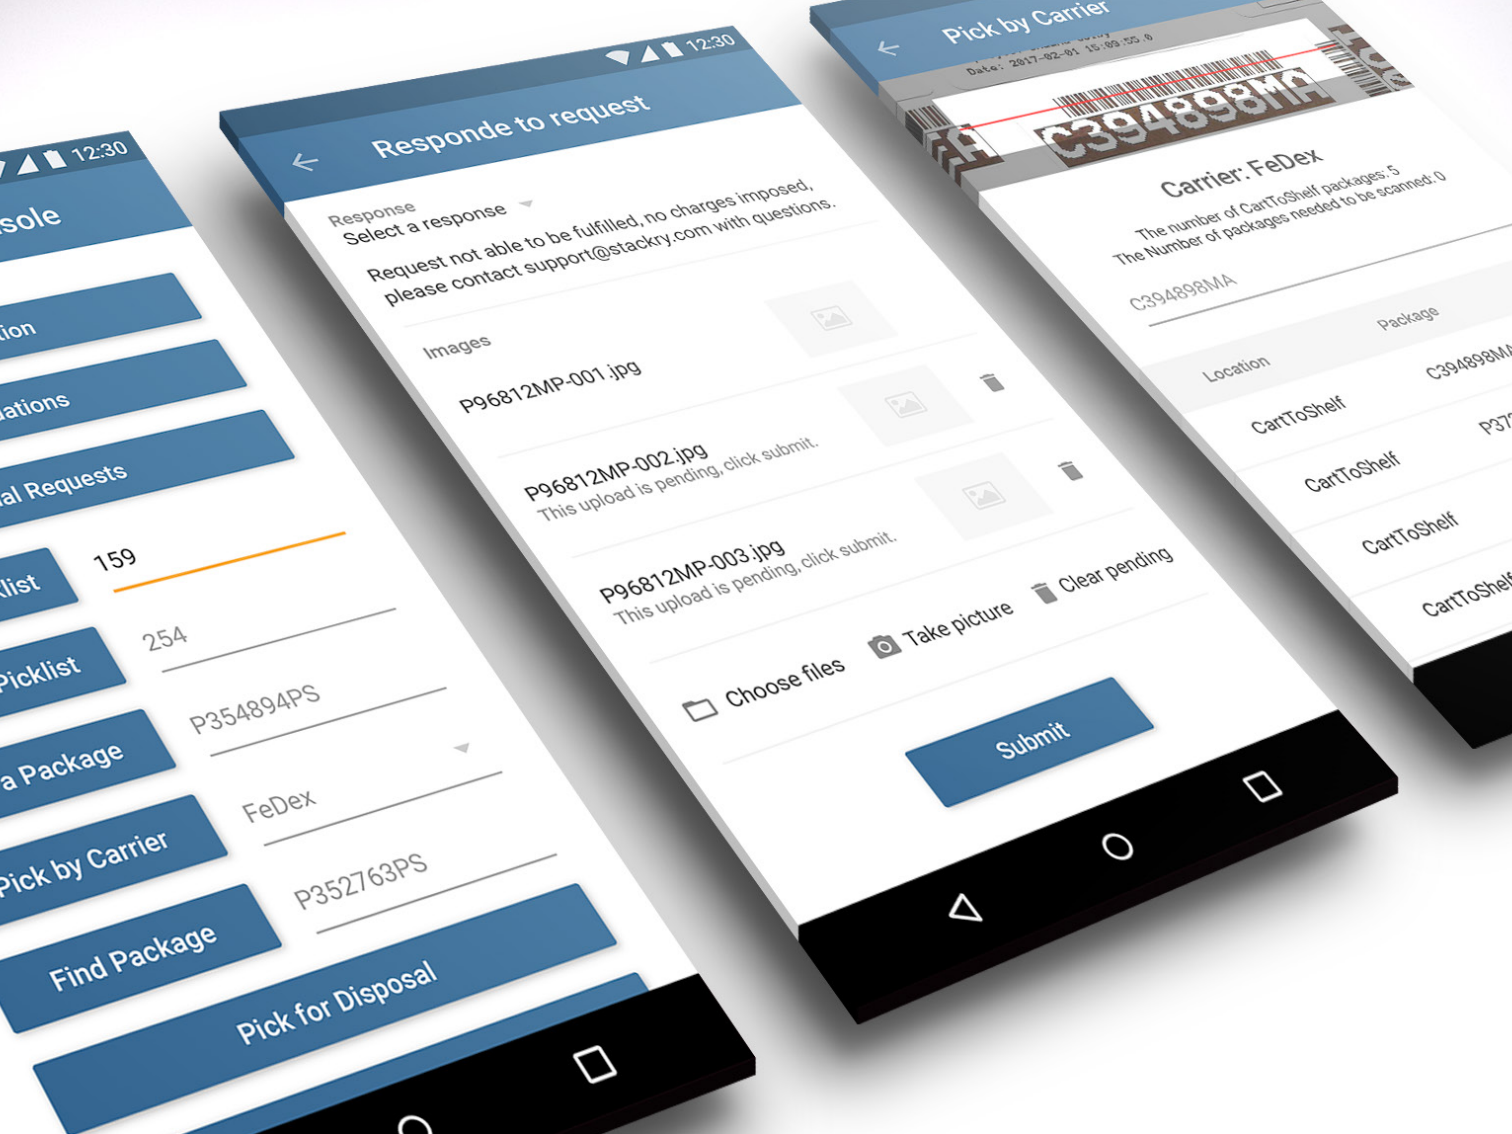 12:30
sole
tion
lations
al Requests
klist
159
Picklist
254
a Package
P354894PS
Pick by Carrier
FeDex
Find Package
P352763PS
Pick for Disposal
12:30
Responde to request
Response
Select a response
Request not able to be fulfilled, no charges imposed,
please contact support@stackry.com with questions.
Images
P96812MP-001.jpg
P96812MP-002.jpg
This upload is pending, click submit.
P96812MP-003.jpg
This upload is pending, click submit.
Choose files
Take picture
Clear pending
Submit
Pick by Carrier
Date: 2017-02-01 15:09:55.0
C394898MA
Carrier: FeDex
The number of CartToShelf packages: 5
The Number of packages needed to be scanned: 0
C394898MA
Location
Package
CartToShelf
C394898MA
CartToShelf
P37
CartToShelf
CartToShelf